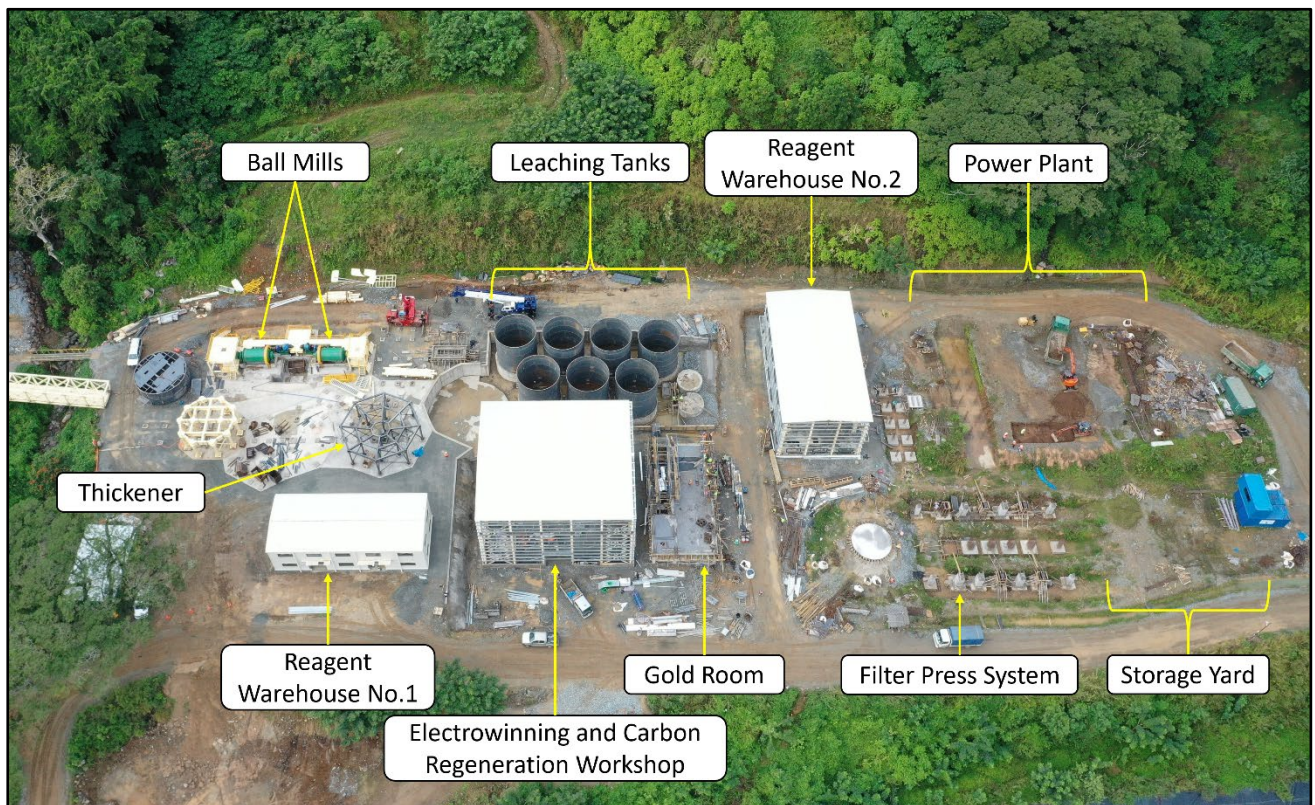 Ball Mills
Leaching Tanks
Reagent
Warehouse No.2
Power Plant
Thickener
Reagent
Warehouse No.1
Electrowinning and Carbon
Regeneration Workshop
Gold Room
Filter Press System
Storage Yard